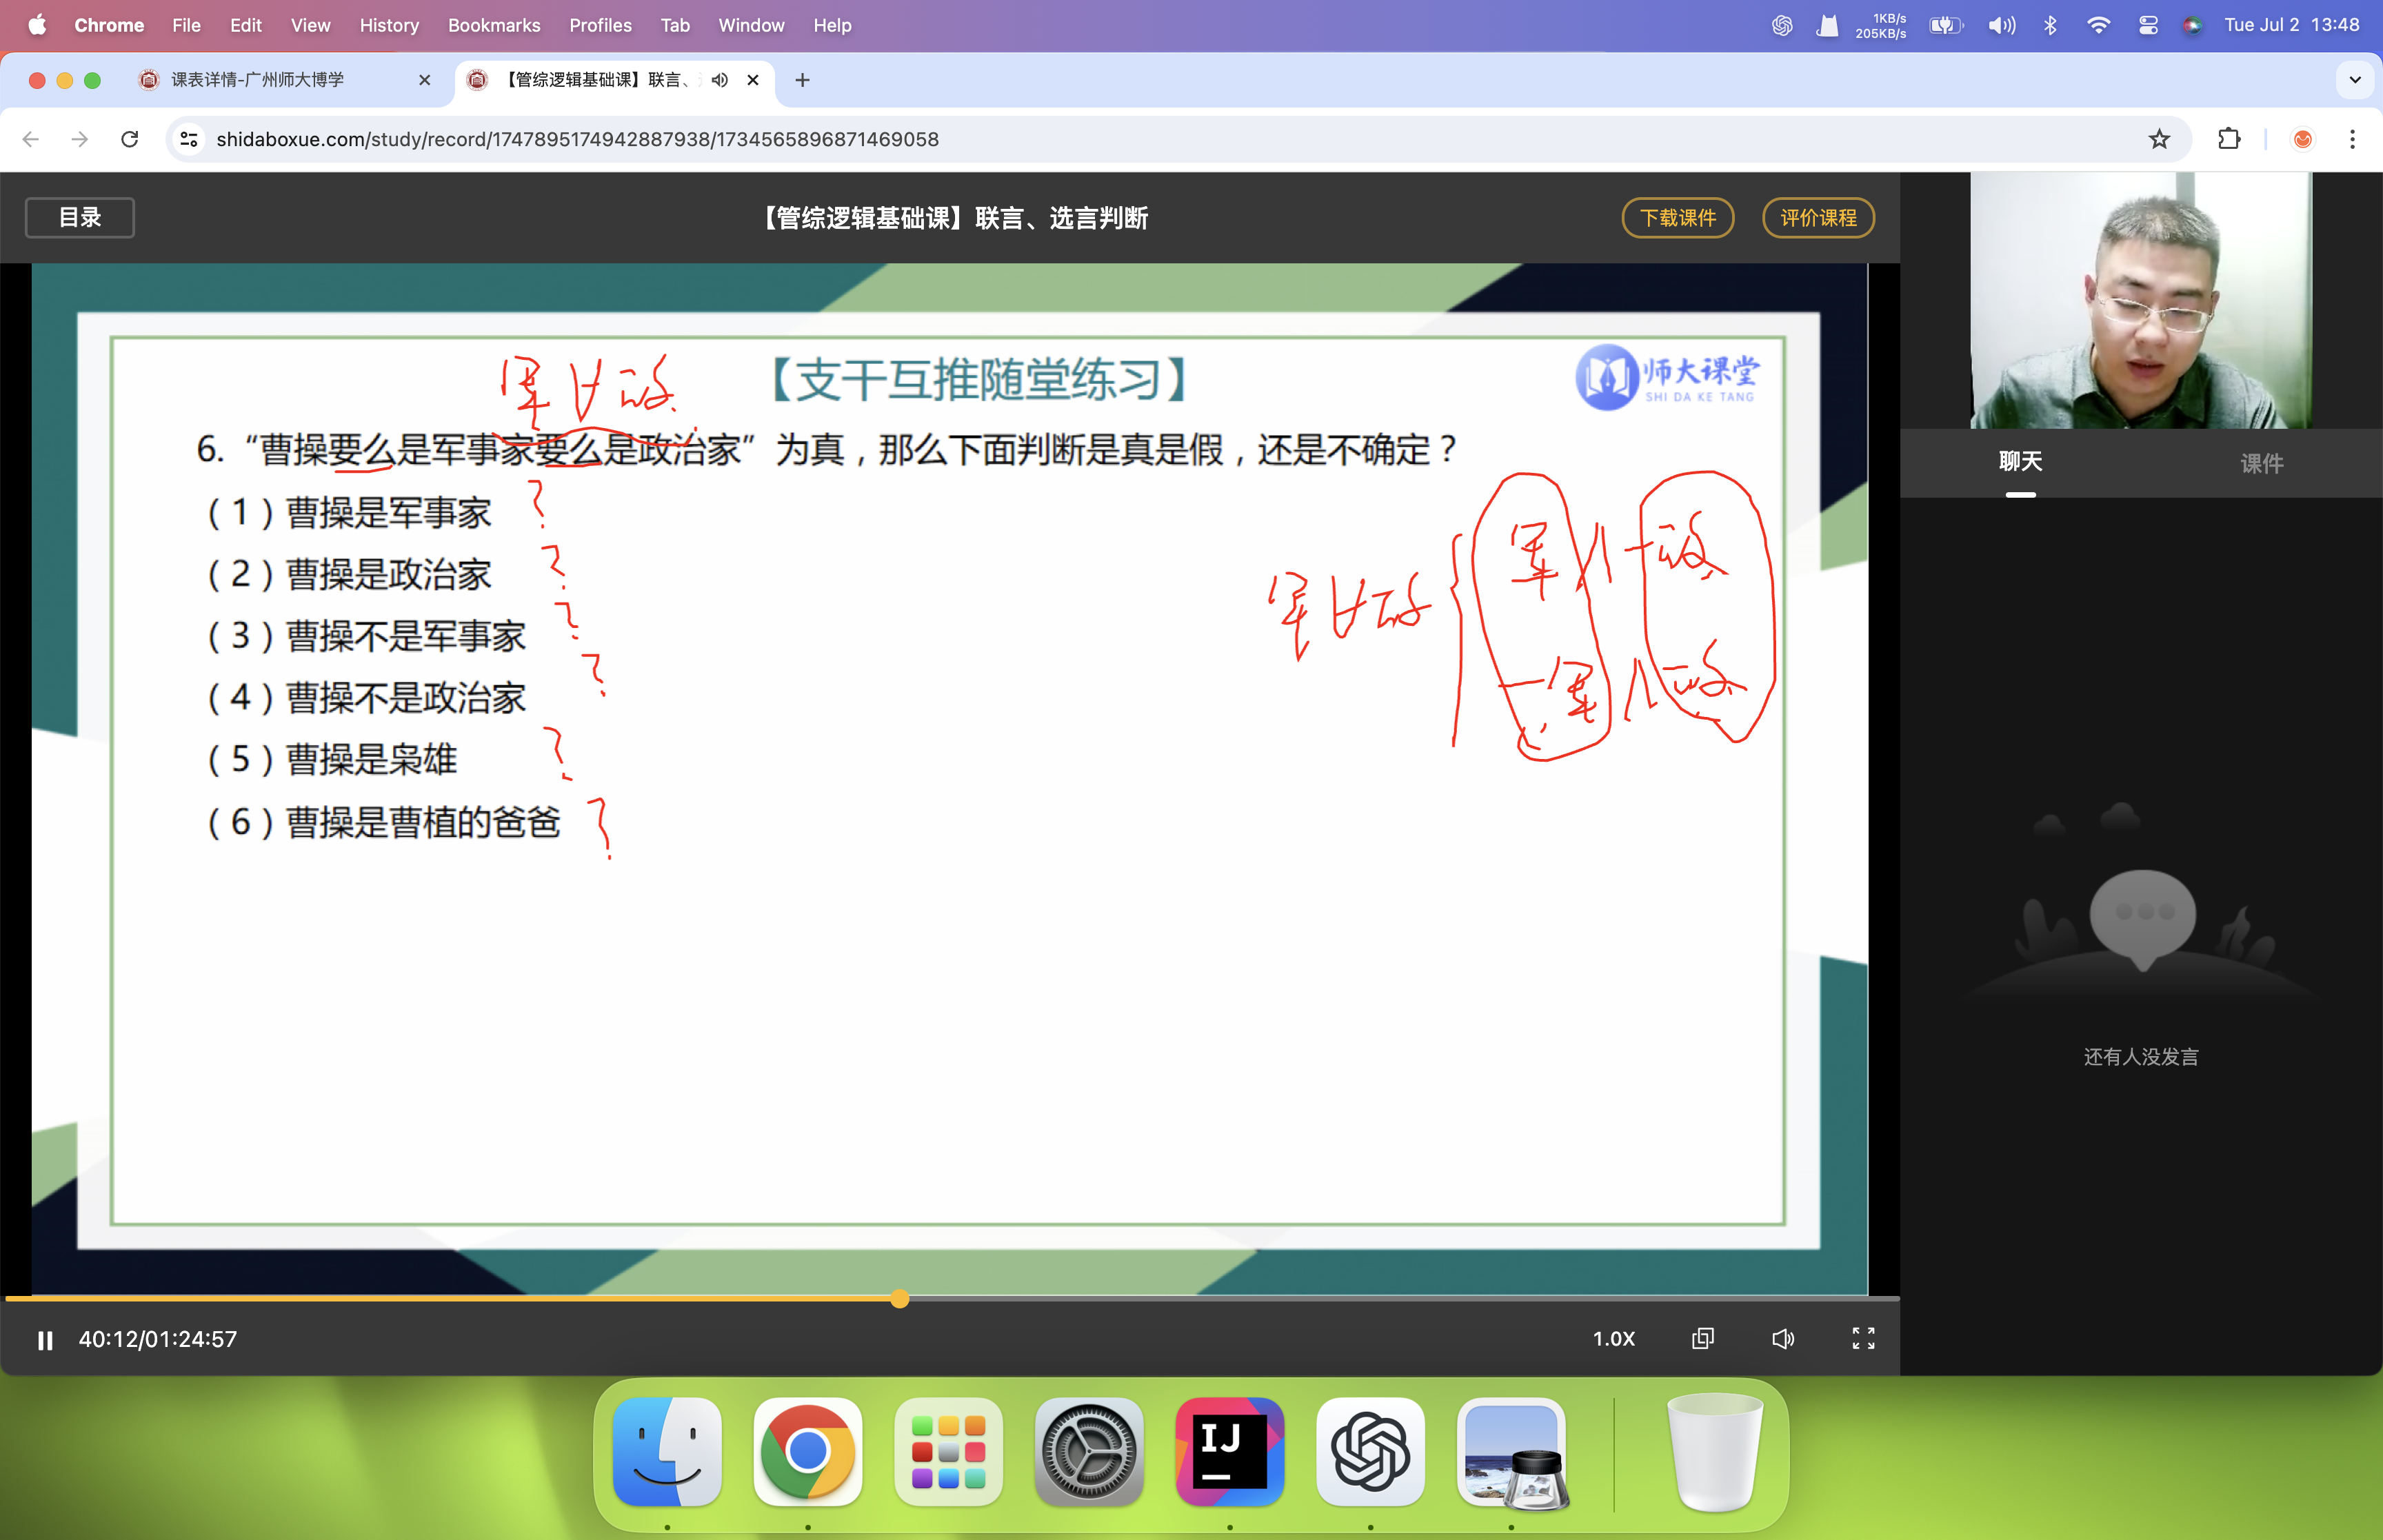 Chrome File Edit View History Bookmarks Profiles Tab Window Help
1KB/s
205KB/s
Tue Jul 2 13:48
课表详情-广州师大博学
【管综逻辑基础课】联言、
shidaboxue.com/study/record/1747895174942887938/1734565896871469058
目录
【管综逻辑基础课】联言、选言判断
下载课件
评价课程
军∀政
【支干互推随堂练习】
师大课堂
SHI DA KE TANG
6. “曹操要么是军事家要么是政治家”为真，那么下面判断是真是假，还是不确定？
（1）曹操是军事家 ?
（2）曹操是政治家 ?
（3）曹操不是军事家 ?
（4）曹操不是政治家 ?
（5）曹操是枭雄 ?
（6）曹操是曹植的爸爸 ?
军∧¬政
军∀政
¬军∧政
聊天
课件
还有人没发言
40:12/01:24:57
1.0X
IJ